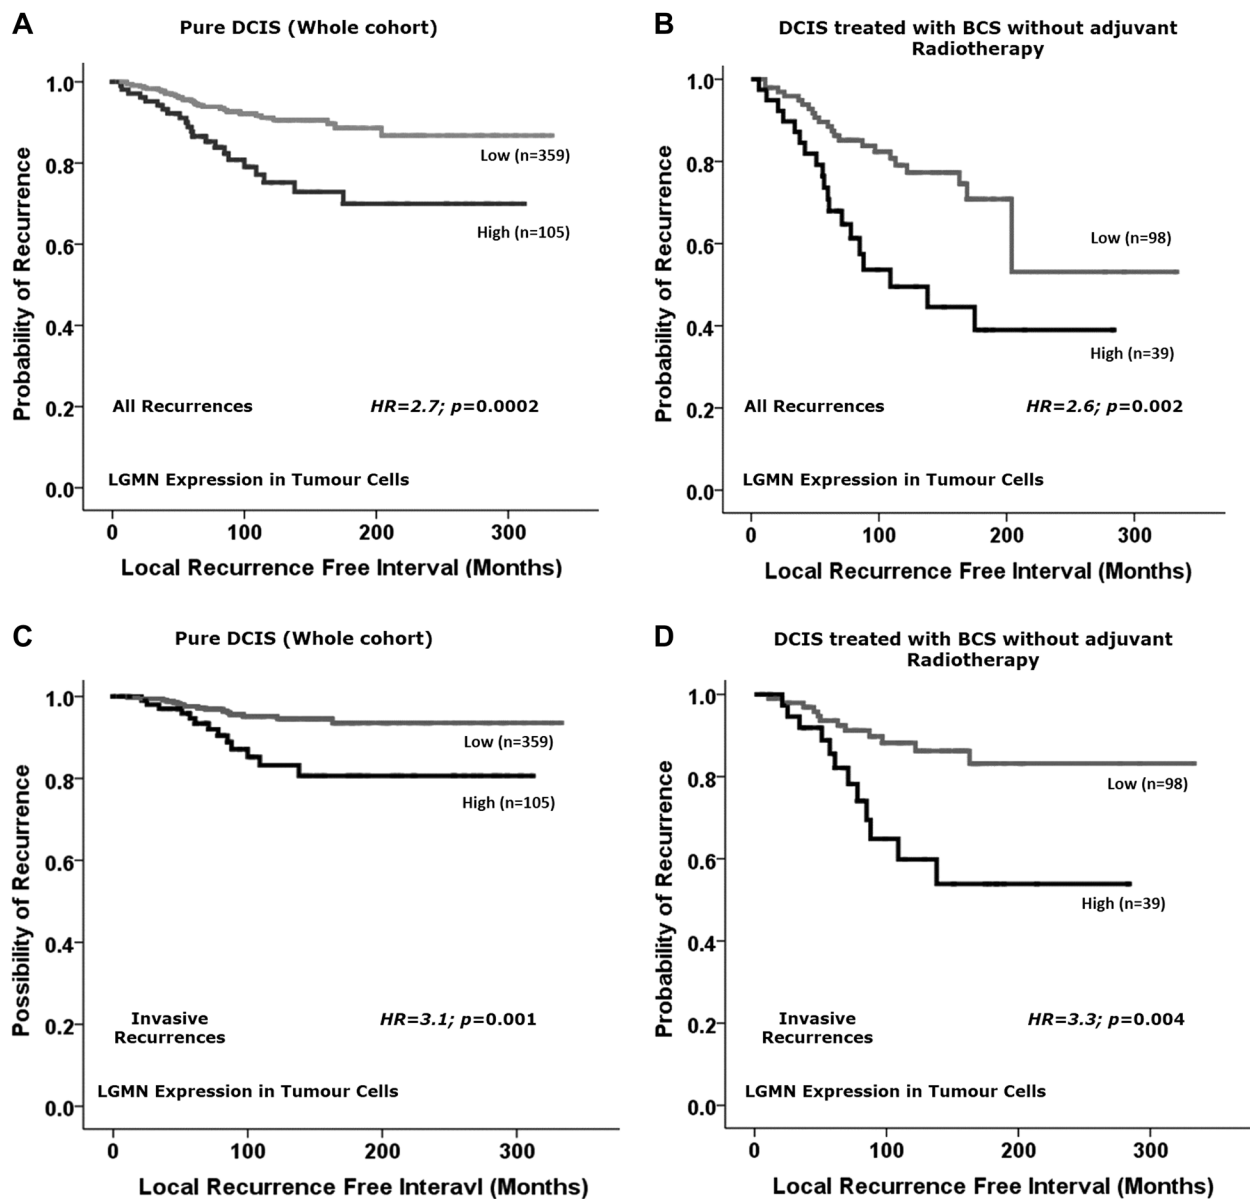 A
Pure DCIS (Whole cohort)
Probability of Recurrence
1.0
0.8
0.6
0.4
0.2
0.0
Low (n=359)
High (n=105)
All Recurrences
HR=2.7; p=0.0002
LGMN Expression in Tumour Cells
0 100 200 300
Local Recurrence Free Interval (Months)
B
DCIS treated with BCS without adjuvant
Radiotherapy
Probability of Recurrence
1.0
0.8
0.6
0.4
0.2
0.0
Low (n=98)
High (n=39)
All Recurrences
HR=2.6; p=0.002
LGMN Expression in Tumour Cells
0 100 200 300
Local Recurrence Free Interval (Months)
C
Pure DCIS (Whole cohort)
Possibility of Recurrence
1.0
0.8
0.6
0.4
0.2
0.0
Low (n=359)
High (n=105)
Invasive
Recurrences
HR=3.1; p=0.001
LGMN Expression in Tumour Cells
0 100 200 300
Local Recurrence Free Interavl (Months)
D
DCIS treated with BCS without adjuvant
Radiotherapy
Probability of Recurrence
1.0
0.8
0.6
0.4
0.2
0.0
Low (n=98)
High (n=39)
Invasive
Recurrences
HR=3.3; p=0.004
LGMN Expression in Tumour Cells
0 100 200 300
Local Recurrence Free Interval (Months)